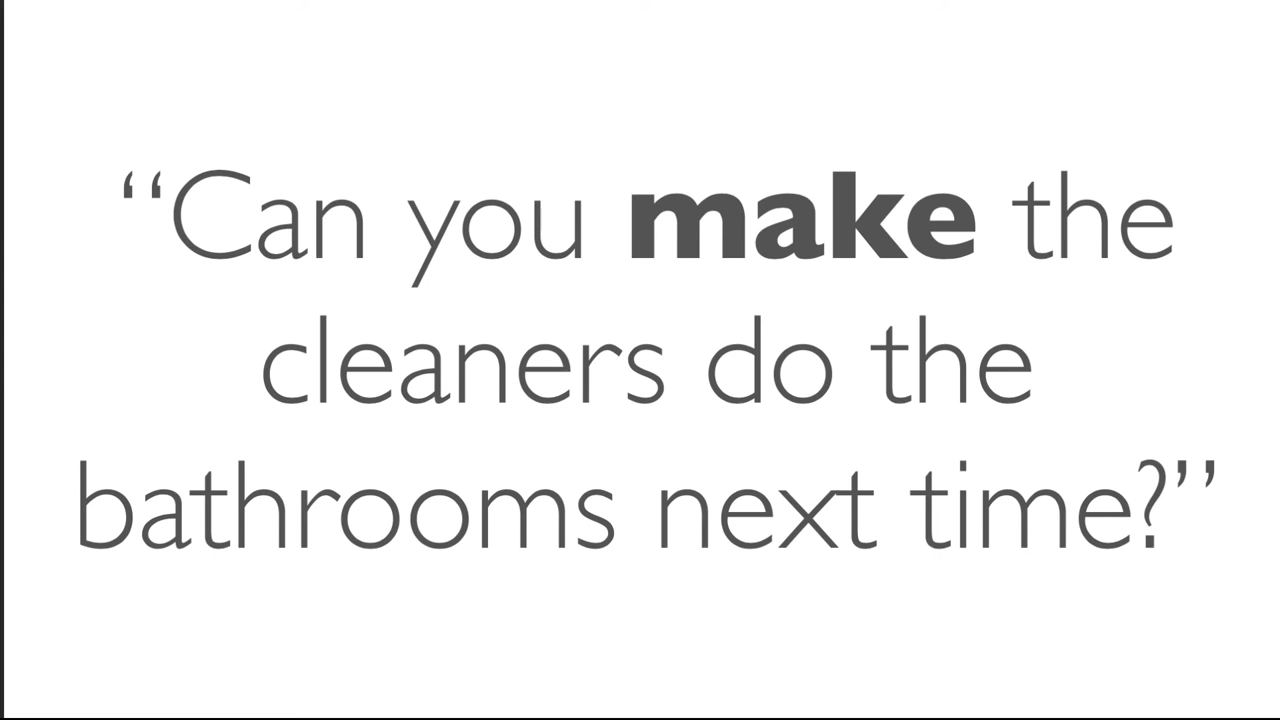 “Can you make the
cleaners do the
bathrooms next time?”